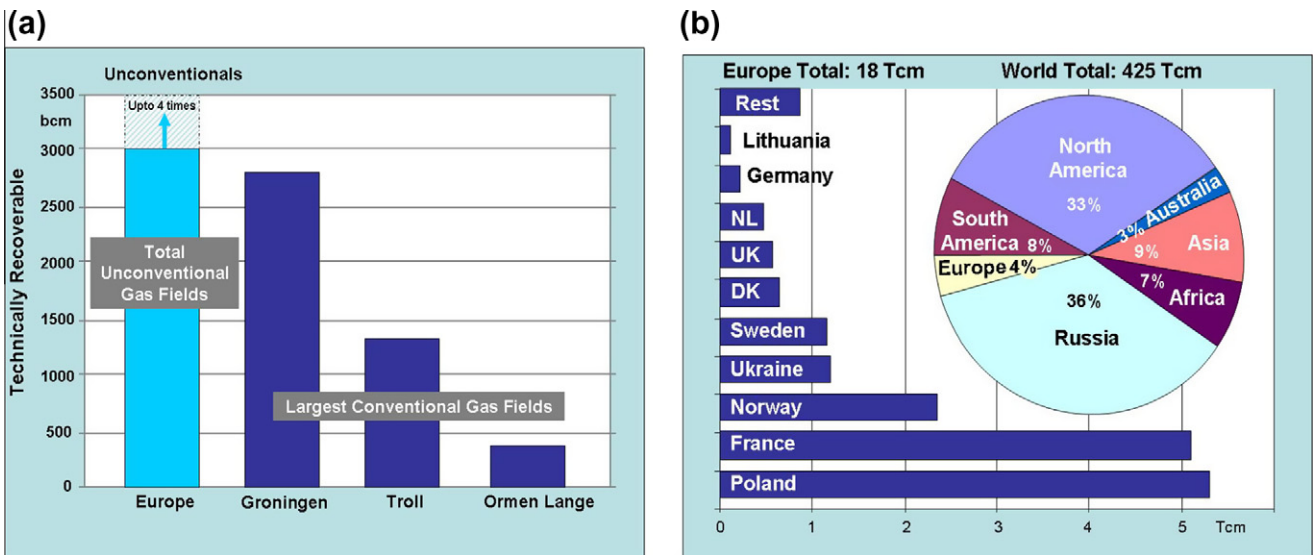 (a)
Unconventionals
3500
bcm
3000
2500
2000
1500
1000
500
0
Technically Recoverable
Upto 4 times
Total
Unconventional
Gas Fields
Largest Conventional Gas Fields
Europe
Groningen
Troll
Ormen Lange
(b)
Europe Total: 18 Tcm
World Total: 425 Tcm
Rest
Lithuania
Germany
NL
UK
DK
Sweden
Ukraine
Norway
France
Poland
0
1
2
3
4
5
Tcm
North
America
33%
Australia
3%
Asia
9%
Africa
7%
Russia
36%
Europe 4%
South
America 8%